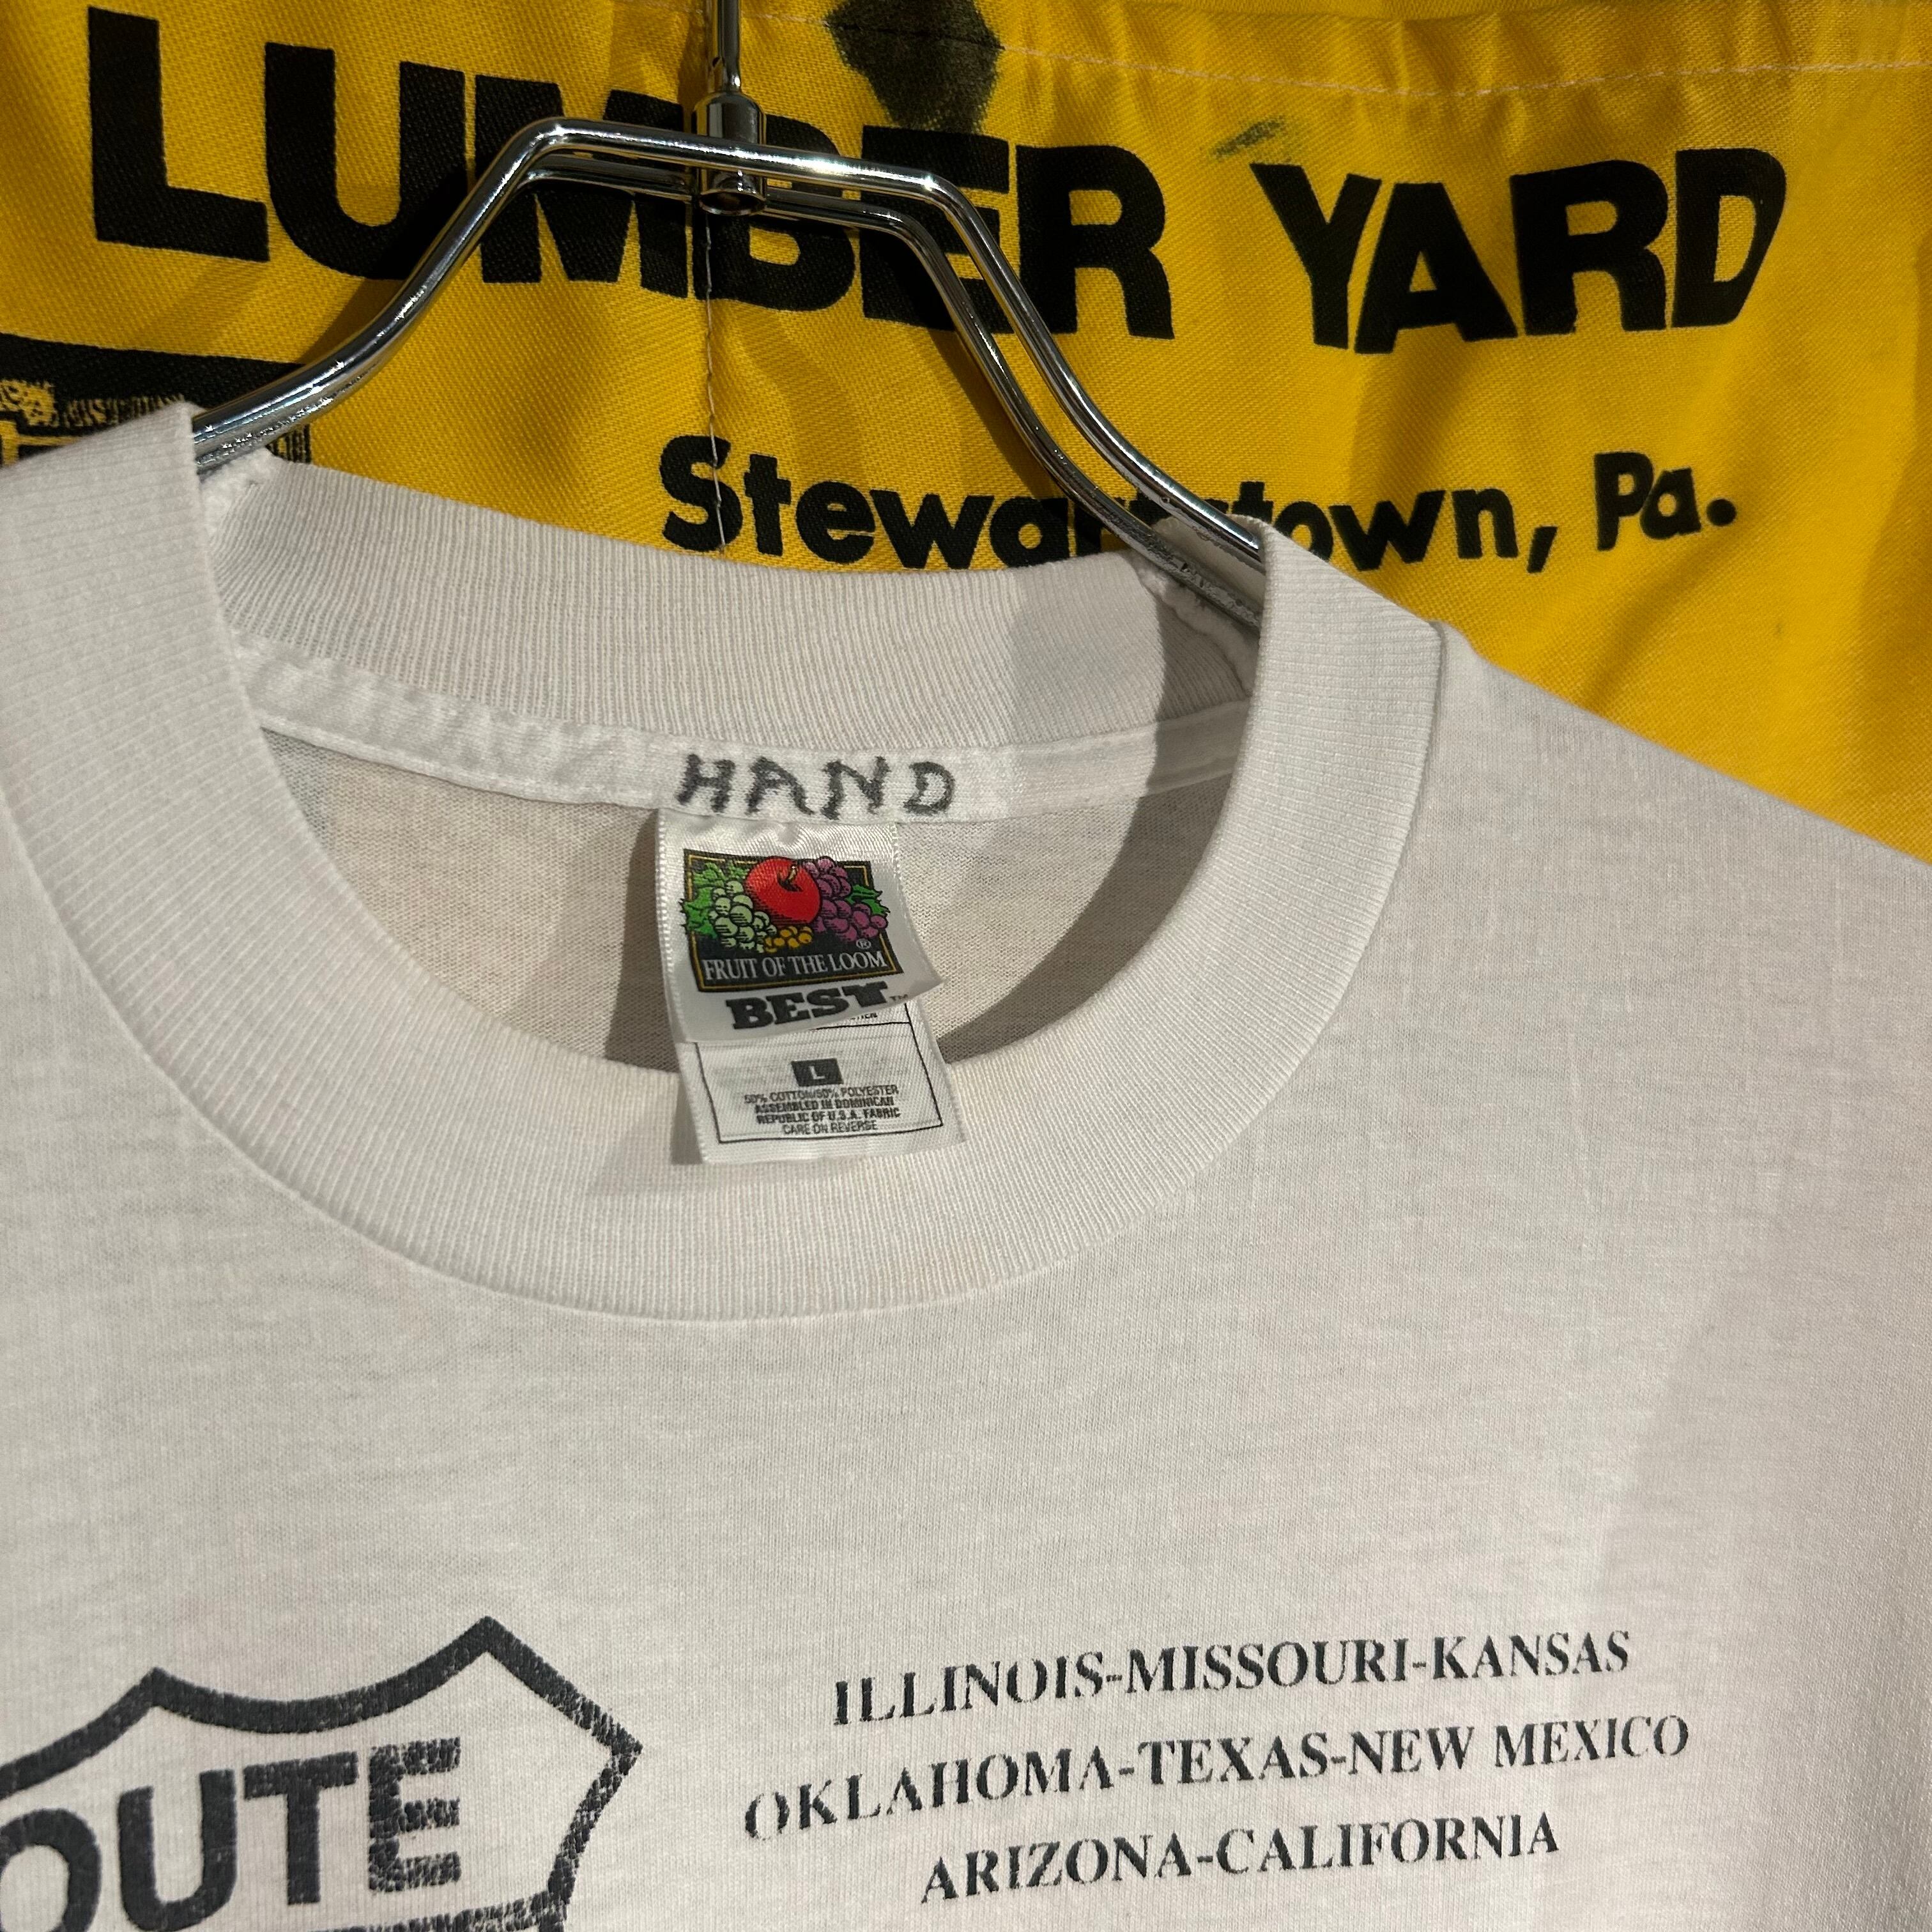 LUMBER YARD
Stewartstown, Pa.
HAND
FRUIT OF THE LOOM
®
BEST™
L
50% COTTON/50% POLYESTER
ASSEMBLED IN DOMINICAN
REPUBLIC OF U.S.A. FABRIC
CARE ON REVERSE
OUTE
ILLINOIS-MISSOURI-KANSAS
OKLAHOMA-TEXAS-NEW MEXICO
ARIZONA-CALIFORNIA